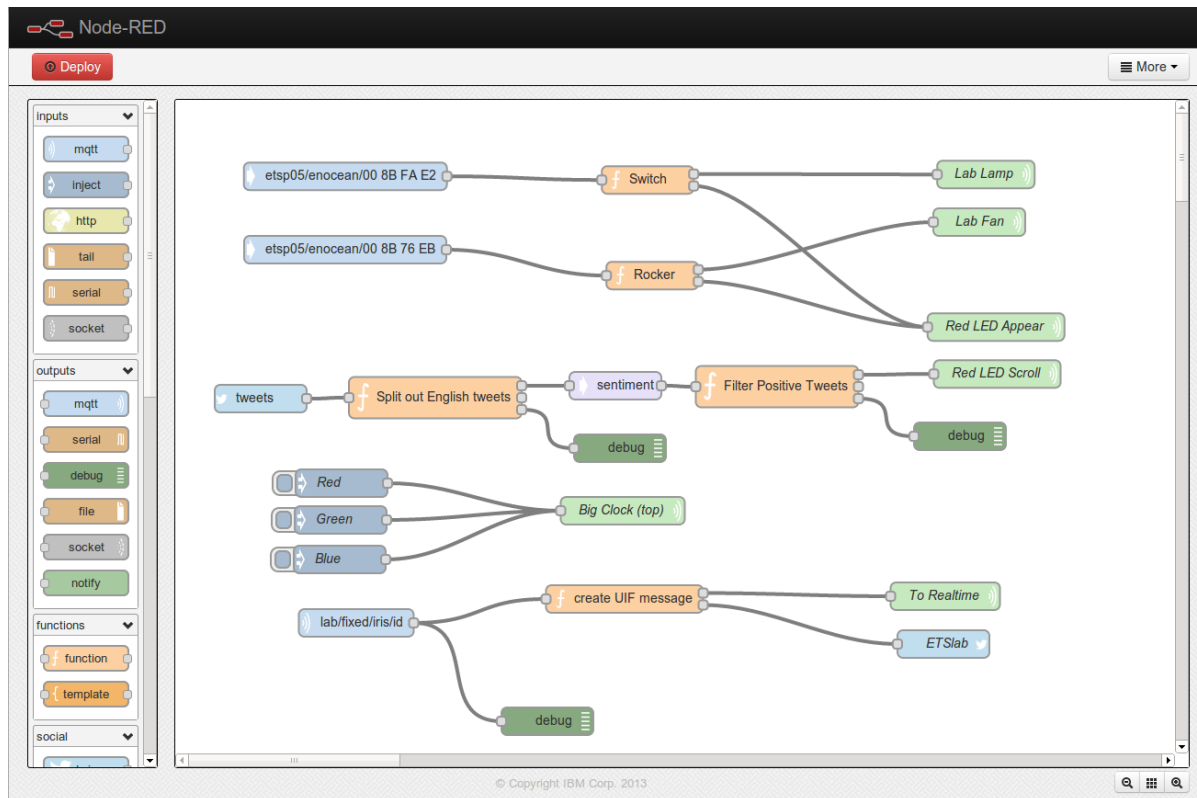 Node-RED
Deploy
More
inputs
mqtt
inject
http
tail
serial
socket
outputs
mqtt
serial
debug
file
socket
notify
functions
function
template
social
etsp05/enocean/00 8B FA E2
Switch
Lab Lamp
etsp05/enocean/00 8B 76 EB
Rocker
Lab Fan
Red LED Appear
tweets
Split out English tweets
sentiment
Filter Positive Tweets
Red LED Scroll
debug
debug
Red
Green
Blue
Big Clock (top)
lab/fixed/iris/id
create UIF message
To Realtime
ETSlab
debug
© Copyright IBM Corp. 2013